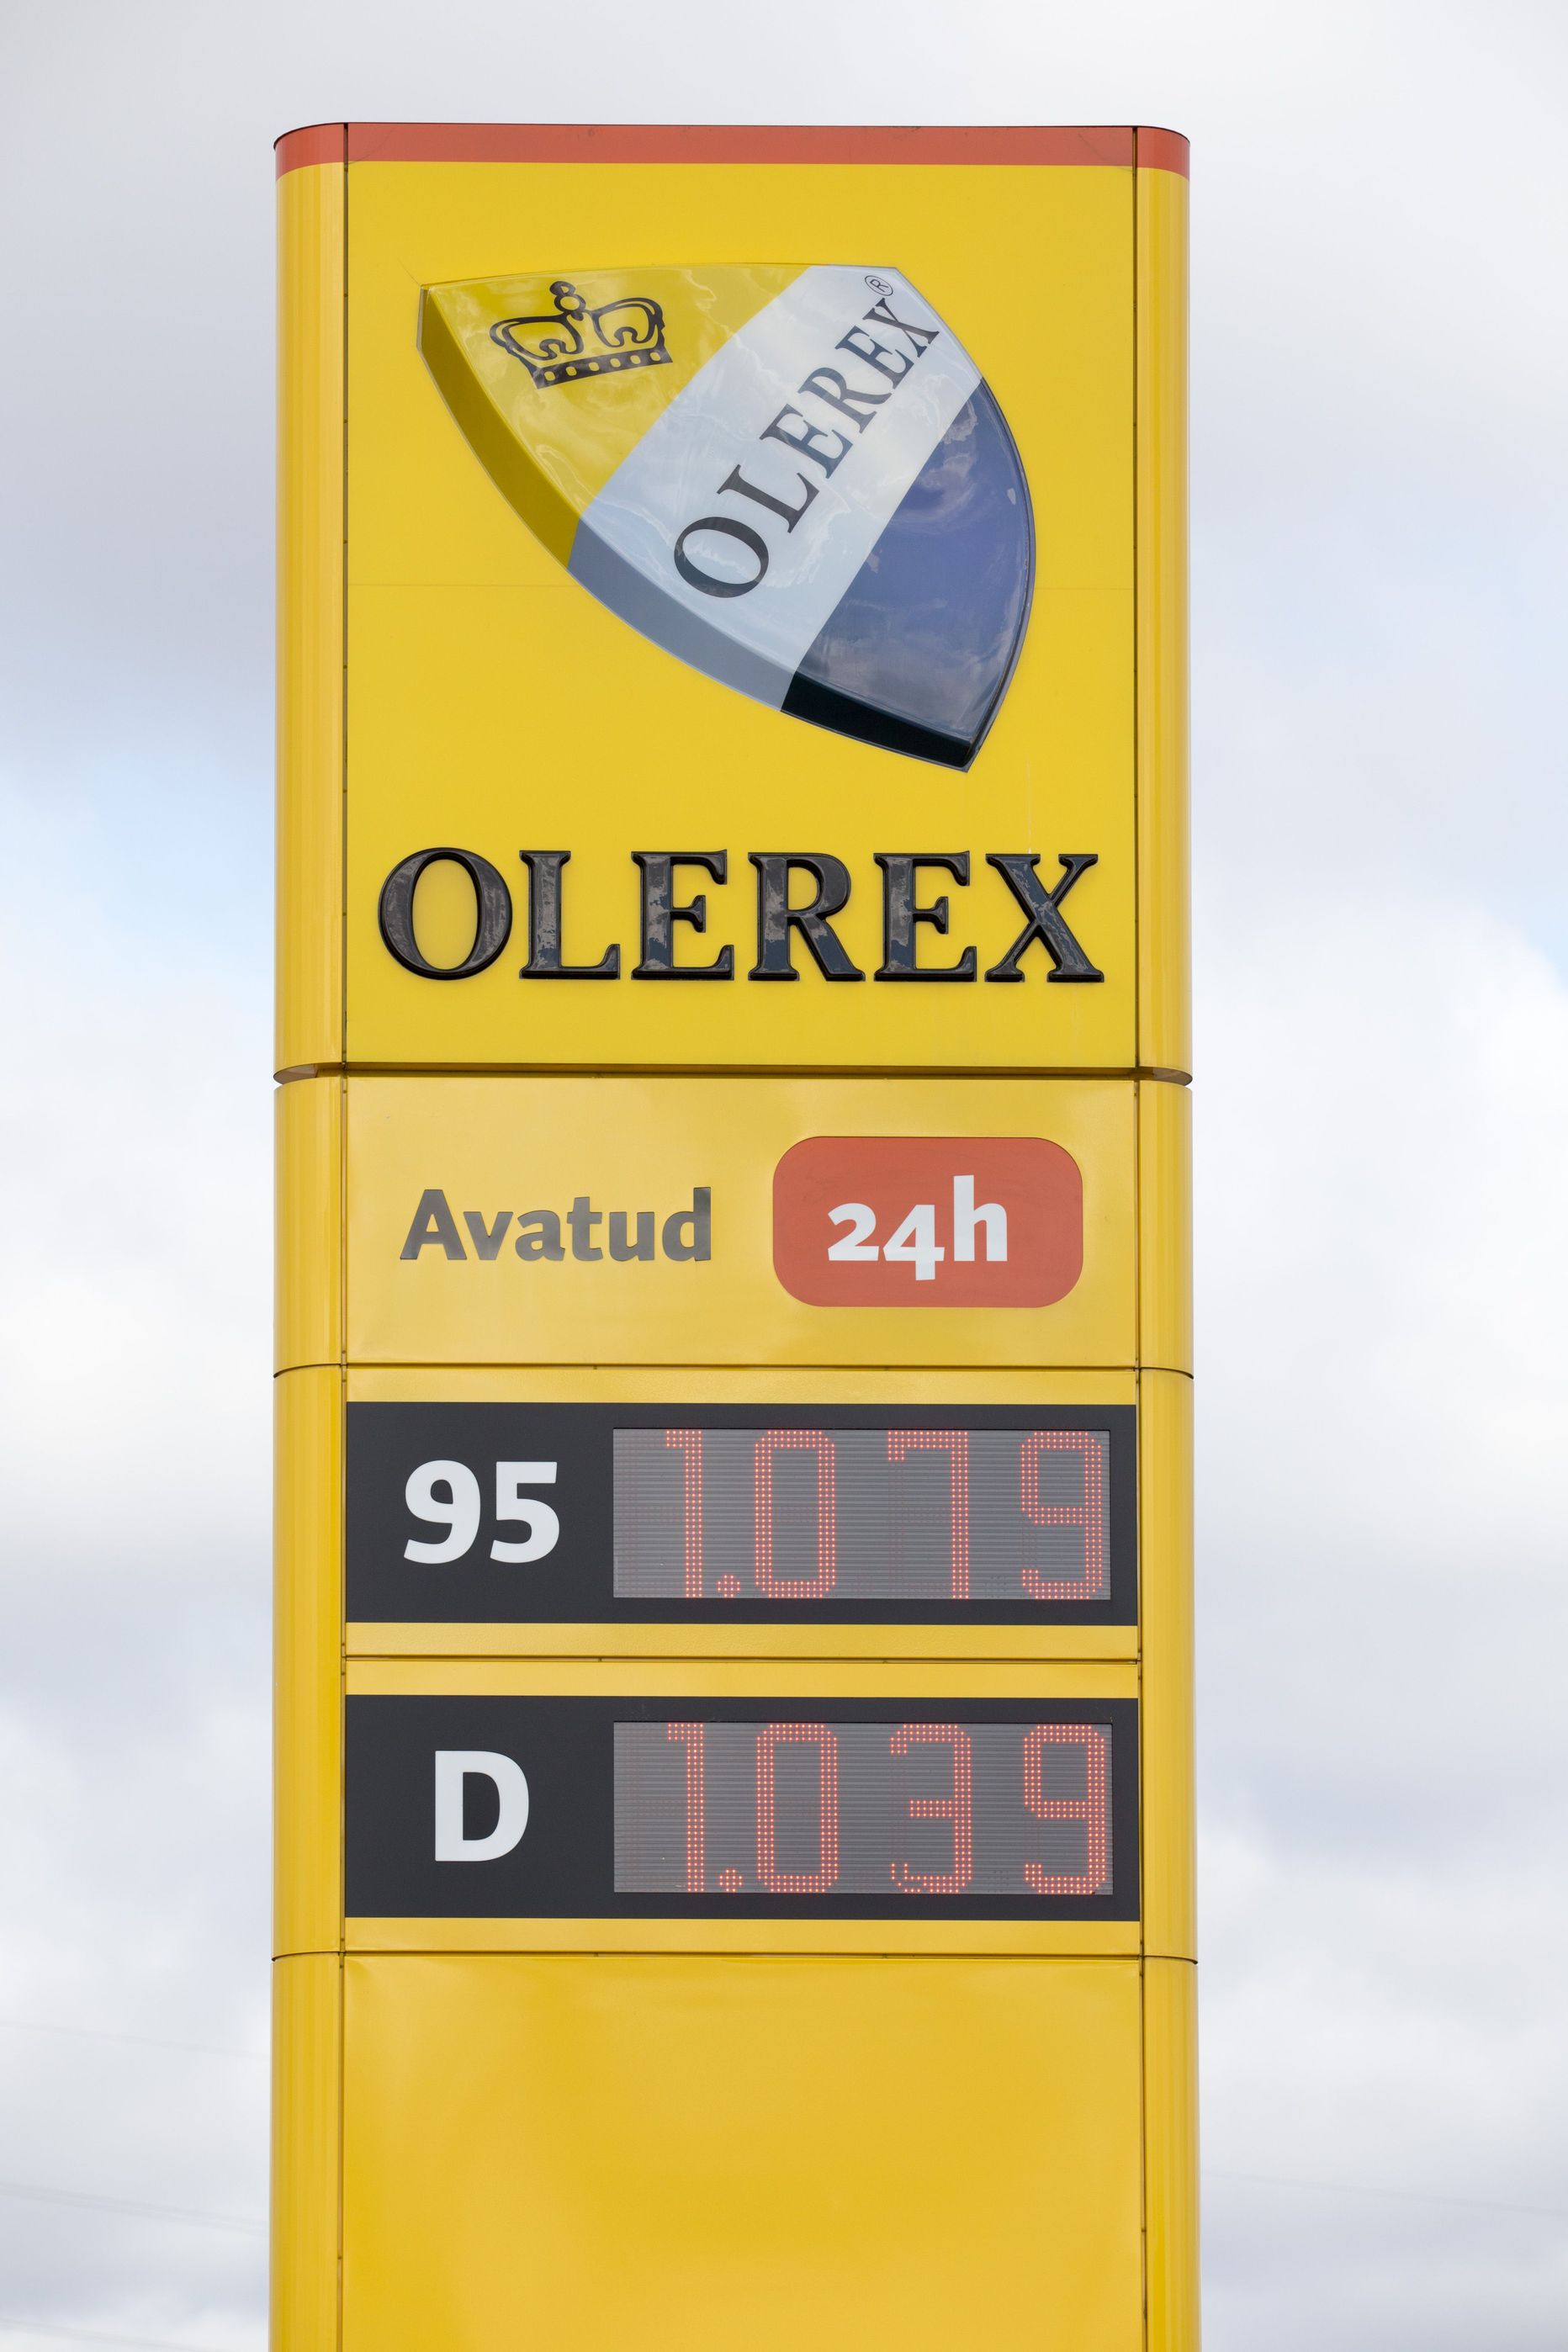 OLEREX®
OLEREX
Avatud 24h
95 1.079
D 1.039